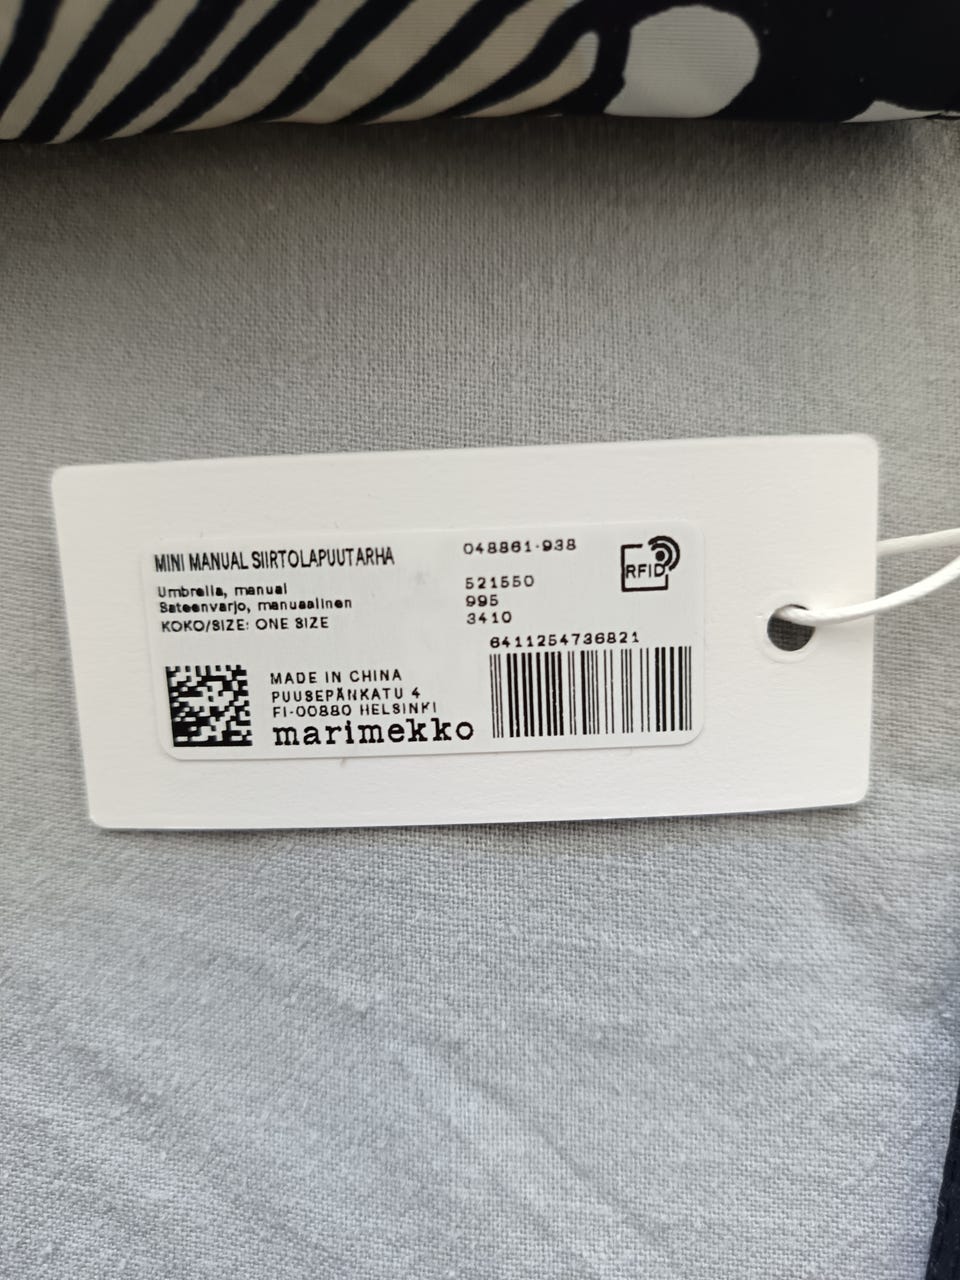 MINI MANUAL SIIRTOLAPUUTARHA
Umbrella, manual
Sateenvarjo, manuaalinen
KOKO/SIZE: ONE SIZE
048861-938
521550
995
3410
RFID
6411254736821
MADE IN CHINA
PUUSEPÄNKATU 4
FI-00880 HELSINKI
marimekko